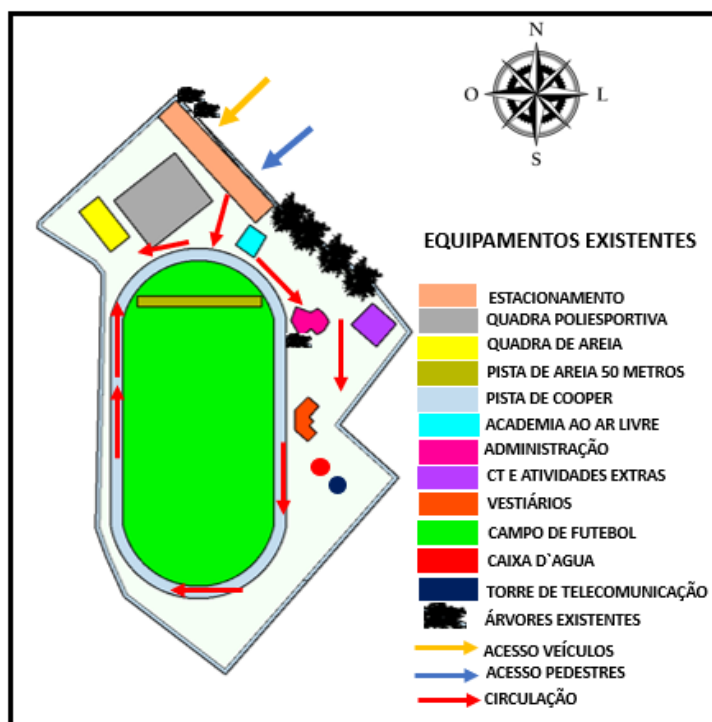 N
O
L
S
EQUIPAMENTOS EXISTENTES
ESTACIONAMENTO
QUADRA POLIESPORTIVA
QUADRA DE AREIA
PISTA DE AREIA 50 METROS
PISTA DE COOPER
ACADEMIA AO AR LIVRE
ADMINISTRAÇÃO
CT E ATIVIDADES EXTRAS
VESTIÁRIOS
CAMPO DE FUTEBOL
CAIXA D`AGUA
TORRE DE TELECOMUNICAÇÃO
ÁRVORES EXISTENTES
ACESSO VEÍCULOS
ACESSO PEDESTRES
CIRCULAÇÃO